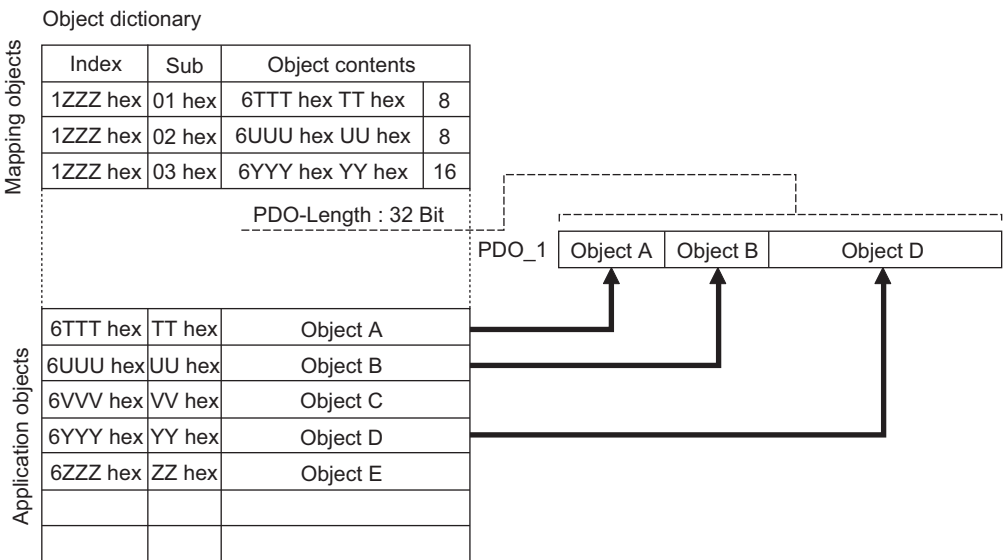 Object dictionary
Mapping objects
Index Sub Object contents
1ZZZ hex 01 hex 6TTT hex TT hex 8
1ZZZ hex 02 hex 6UUU hex UU hex 8
1ZZZ hex 03 hex 6YYY hex YY hex 16
PDO-Length : 32 Bit
PDO_1 Object A Object B Object D
Application objects
6TTT hex TT hex Object A
6UUU hex UU hex Object B
6VVV hex VV hex Object C
6YYY hex YY hex Object D
6ZZZ hex ZZ hex Object E